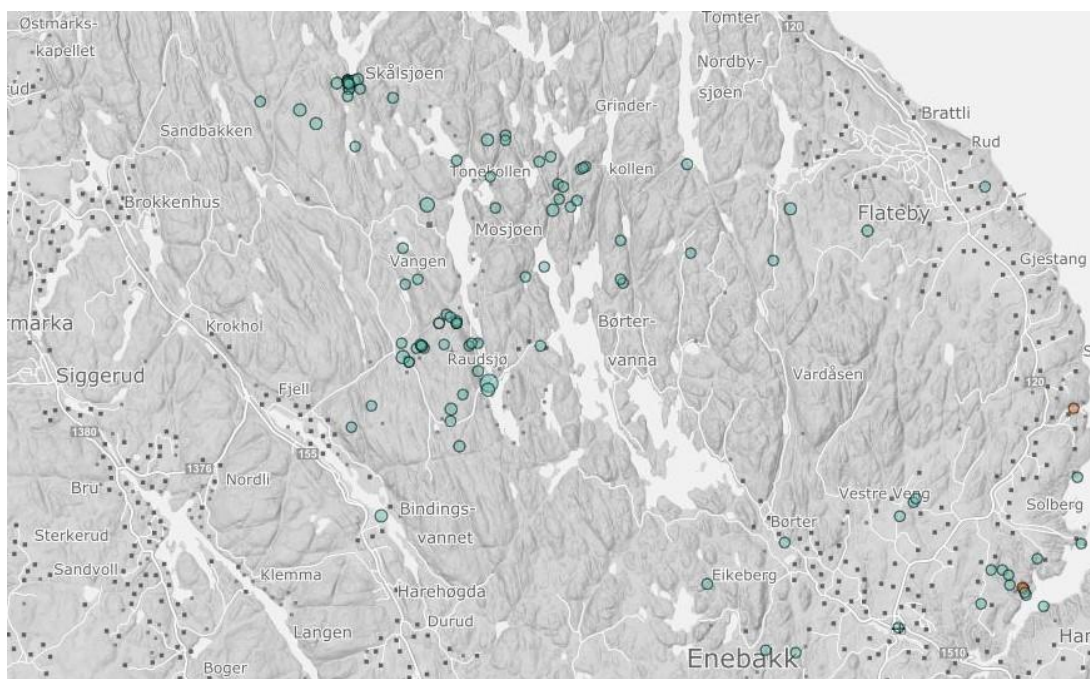 Østmarks-
kapellet
Tomter
120
Skålsjøen
Nordby-
sjøen
Grinder-
Brattli
Sandbakken
Rud
Tonekollen
kollen
Brokkenhus
Flateby
Mosjøen
Vangen
Gjestang
Krokhol
Børter-
vanna
Raudsjø
Siggerud
Fjell
Vardåsen
120
1380
155
1376
Bru
Nordli
Vestre Veng
Solberg
Bindings-
vannet
Børter
Sterkerud
Sandvoll
Klemma
Eikeberg
Harehøgda
Durud
Langen
Enebakk
1510
Boger